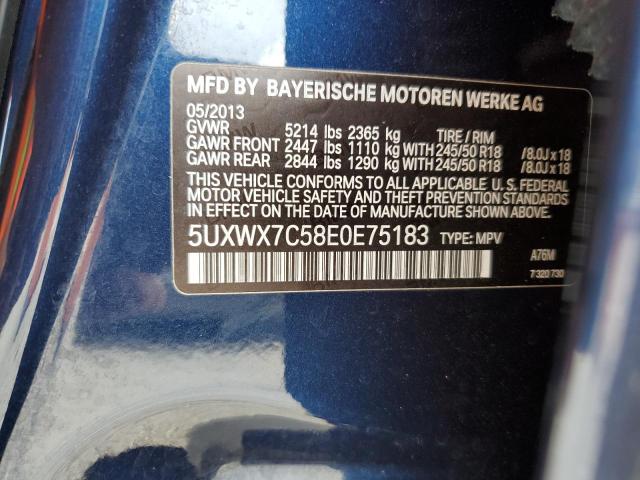 MFD BY BAYERISCHE MOTOREN WERKE AG
05/2013
GVWR 5214 lbs 2365 kg TIRE / RIM
GAWR FRONT 2447 lbs 1110 kg WITH 245/50 R18 /8.0J x 18
GAWR REAR 2844 lbs 1290 kg WITH 245/50 R18 /8.0J x 18
THIS VEHICLE CONFORMS TO ALL APPLICABLE U. S. FEDERAL
MOTOR VEHICLE SAFETY AND THEFT PREVENTION STANDARDS
IN EFFECT ON THE DATE OF MANUFACTURE SHOWN ABOVE.
5UXWX7C58E0E75183 TYPE: MPV
A76M
7 320 730